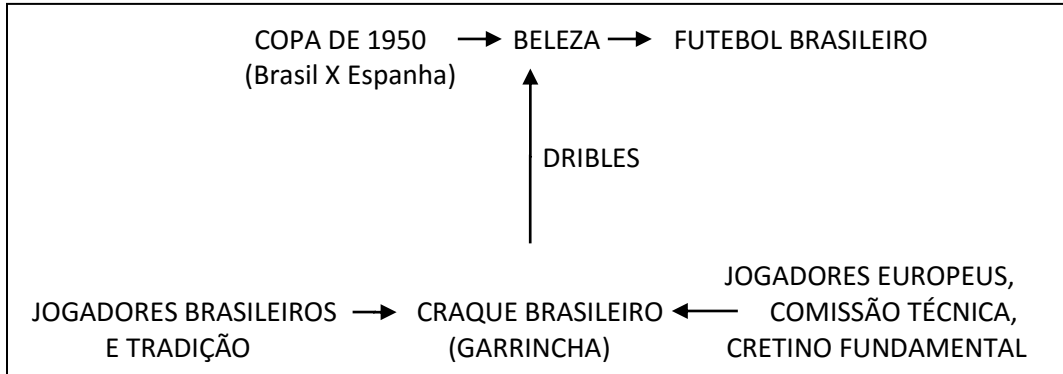 COPA DE 1950 BELEZA FUTEBOL BRASILEIRO
(Brasil X Espanha)
DRIBLES
JOGADORES EUROPEUS,
JOGADORES BRASILEIROS CRAQUE BRASILEIRO COMISSÃO TÉCNICA,
E TRADIÇÃO (GARRINCHA) CRETINO FUNDAMENTAL